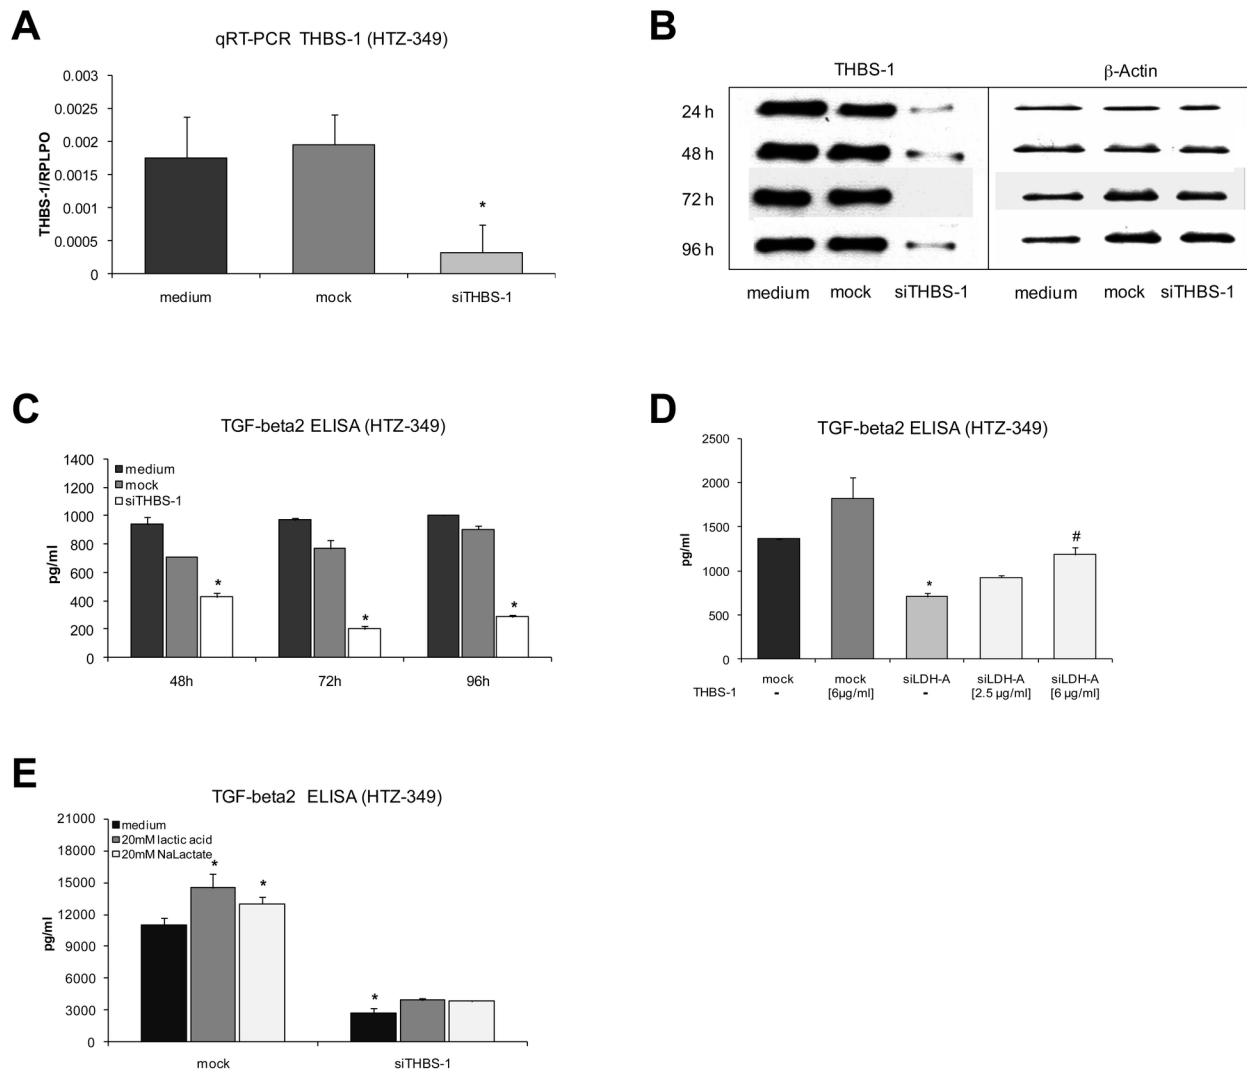 A
qRT-PCR THBS-1 (HTZ-349)
THBS-1/RPLPO
0.003
0.0025
0.002
0.0015
0.001
0.0005
0
*
medium mock siTHBS-1
B
THBS-1 β-Actin
24 h
48 h
72 h
96 h
medium mock siTHBS-1 medium mock siTHBS-1
C
TGF-beta2 ELISA (HTZ-349)
pg/ml
1400
1200
1000
800
600
400
200
0
medium
mock
siTHBS-1
* * *
48h 72h 96h
D
TGF-beta2 ELISA (HTZ-349)
pg/ml
2500
2000
1500
1000
500
0
* #
mock mock siLDH-A siLDH-A siLDH-A
THBS-1 - [6µg/ml] - [2.5 µg/ml] [6 µg/ml]
E
TGF-beta2 ELISA (HTZ-349)
pg/ml
21000
18000
15000
12000
9000
6000
3000
0
medium
20mM lactic acid
20mM NaLactate
* * *
mock siTHBS-1